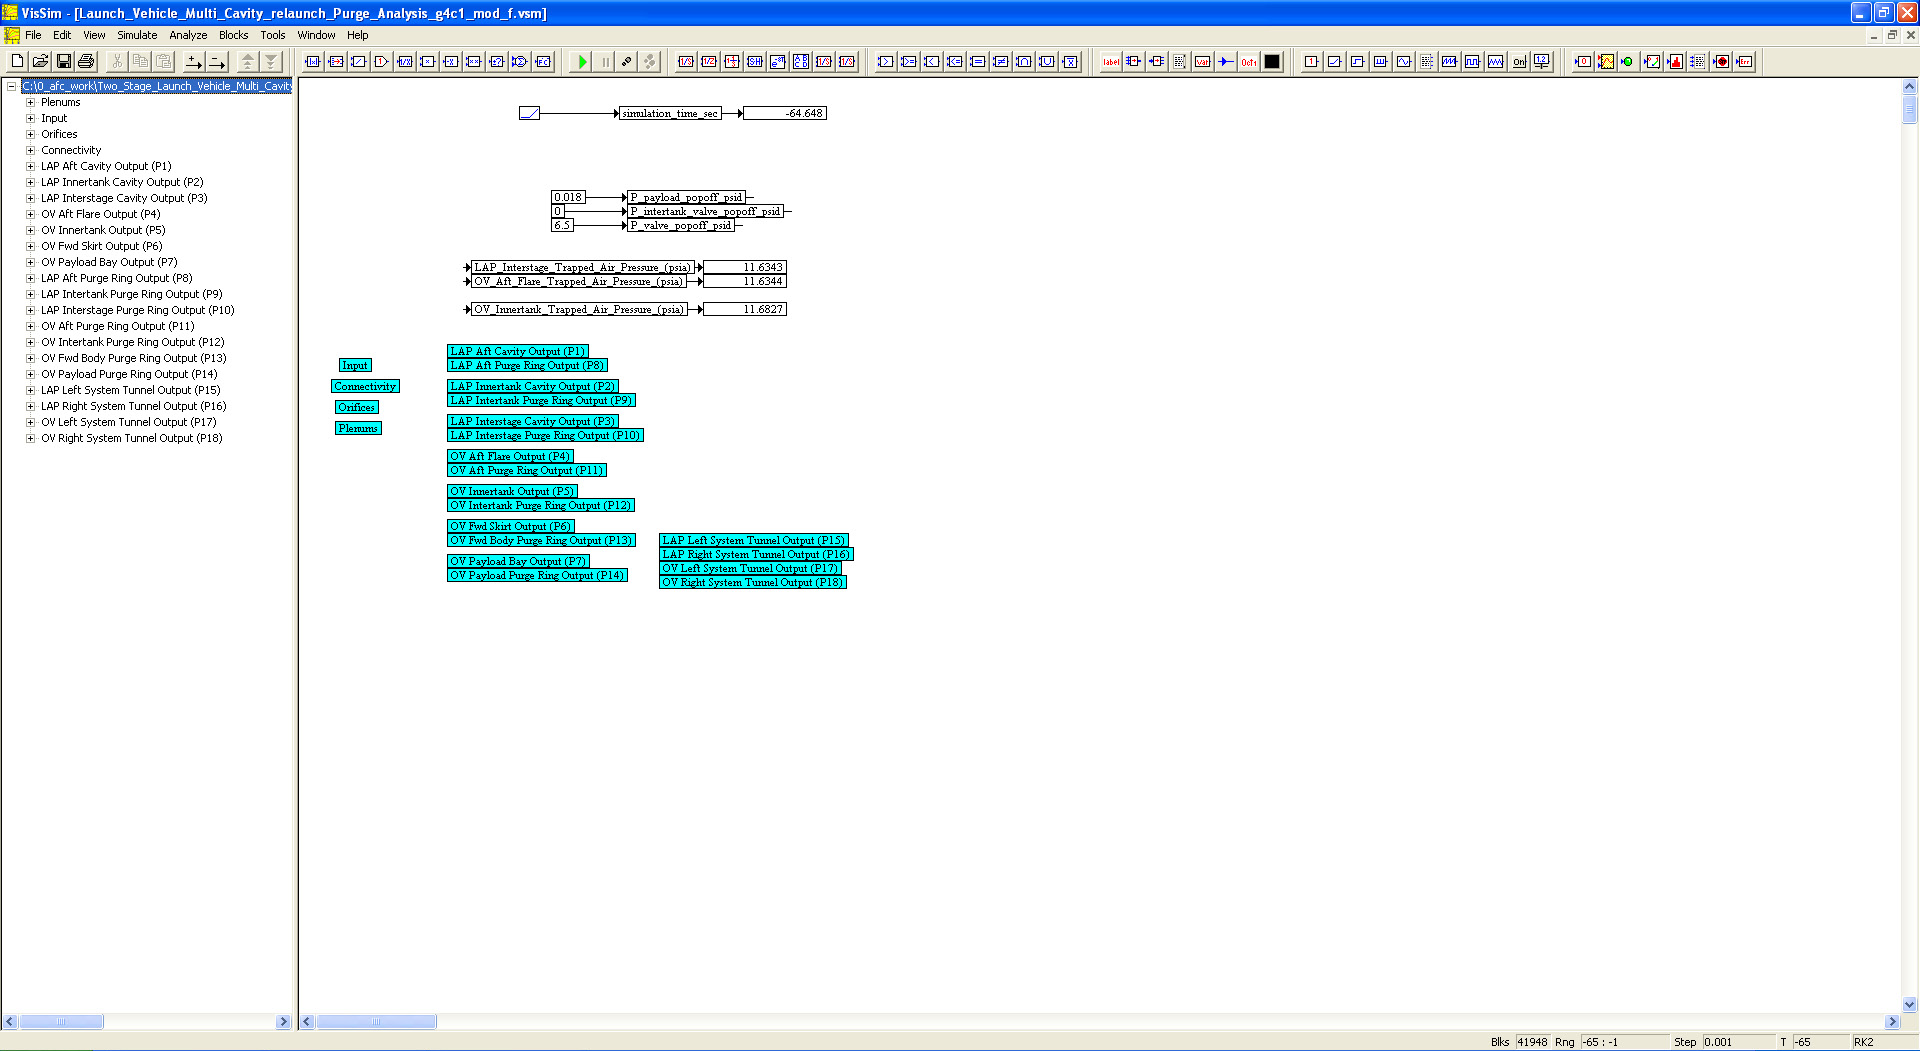 VisSim - [Launch_Vehicle_Multi_Cavity_relaunch_Purge_Analysis_g4c1_mod_f.vsm]
File Edit View Simulate Analyze Blocks Tools Window Help
C:\0_afc_work\Two_Stage_Launch_Vehicle_Multi_Cavity
Plenums
Input
Orifices
Connectivity
LAP Aft Cavity Output (P1)
LAP Innertank Cavity Output (P2)
LAP Interstage Cavity Output (P3)
OV Aft Flare Output (P4)
OV Innertank Output (P5)
OV Fwd Skirt Output (P6)
OV Payload Bay Output (P7)
LAP Aft Purge Ring Output (P8)
LAP Intertank Purge Ring Output (P9)
LAP Interstage Purge Ring Output (P10)
OV Aft Purge Ring Output (P11)
OV Intertank Purge Ring Output (P12)
OV Fwd Body Purge Ring Output (P13)
OV Payload Purge Ring Output (P14)
LAP Left System Tunnel Output (P15)
LAP Right System Tunnel Output (P16)
OV Left System Tunnel Output (P17)
OV Right System Tunnel Output (P18)
simulation_time_sec -64.648
0.018 P_payload_popoff_psid
0 P_intertank_valve_popoff_psid
6.5 P_valve_popoff_psid
LAP_Interstage_Trapped_Air_Pressure_(psia) 11.6343
OV_Aft_Flare_Trapped_Air_Pressure_(psia) 11.6344
OV_Innertank_Trapped_Air_Pressure_(psia) 11.6827
Input
Connectivity
Orifices
Plenums
LAP Aft Cavity Output (P1)
LAP Aft Purge Ring Output (P8)
LAP Innertank Cavity Output (P2)
LAP Intertank Purge Ring Output (P9)
LAP Interstage Cavity Output (P3)
LAP Interstage Purge Ring Output (P10)
OV Aft Flare Output (P4)
OV Aft Purge Ring Output (P11)
OV Innertank Output (P5)
OV Intertank Purge Ring Output (P12)
OV Fwd Skirt Output (P6)
OV Fwd Body Purge Ring Output (P13)
OV Payload Bay Output (P7)
OV Payload Purge Ring Output (P14)
LAP Left System Tunnel Output (P15)
LAP Right System Tunnel Output (P16)
OV Left System Tunnel Output (P17)
OV Right System Tunnel Output (P18)
Blks 41948 Rng -65 : -1 Step 0.001 T -65 RK2